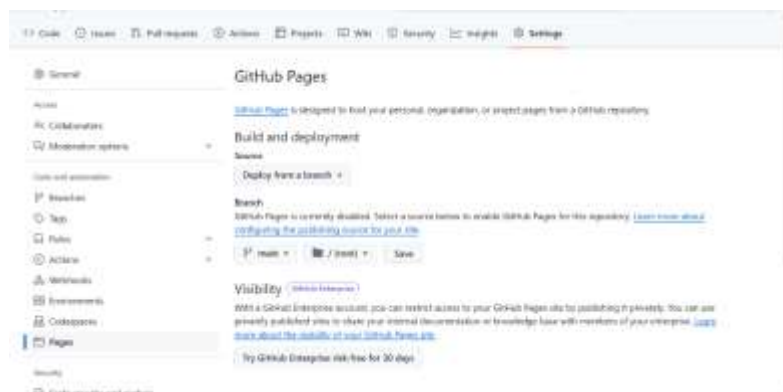 Code Issues Pull requests Actions Projects Wiki Security Insights Settings
General
Access
Collaborators
Moderation options
Code and automation
Branches
Tags
Rules
Actions
Webhooks
Environments
Codespaces
Pages
Security
GitHub Pages
GitHub Pages is designed to host your personal, organization, or project pages from a GitHub repository.
Build and deployment
Source
Deploy from a branch
Branch
GitHub Pages is currently disabled. Select a source below to enable GitHub Pages for this repository. Learn more about
configuring the publishing source for your site.
main / (root) Save
Visibility GitHub Enterprise
With a GitHub Enterprise account, you can restrict access to your GitHub Pages site by publishing it privately. You can use
privately published sites to share your internal documentation or knowledge base with members of your enterprise. Learn
more about the visibility of your GitHub Pages site.
Try GitHub Enterprise risk-free for 30 days